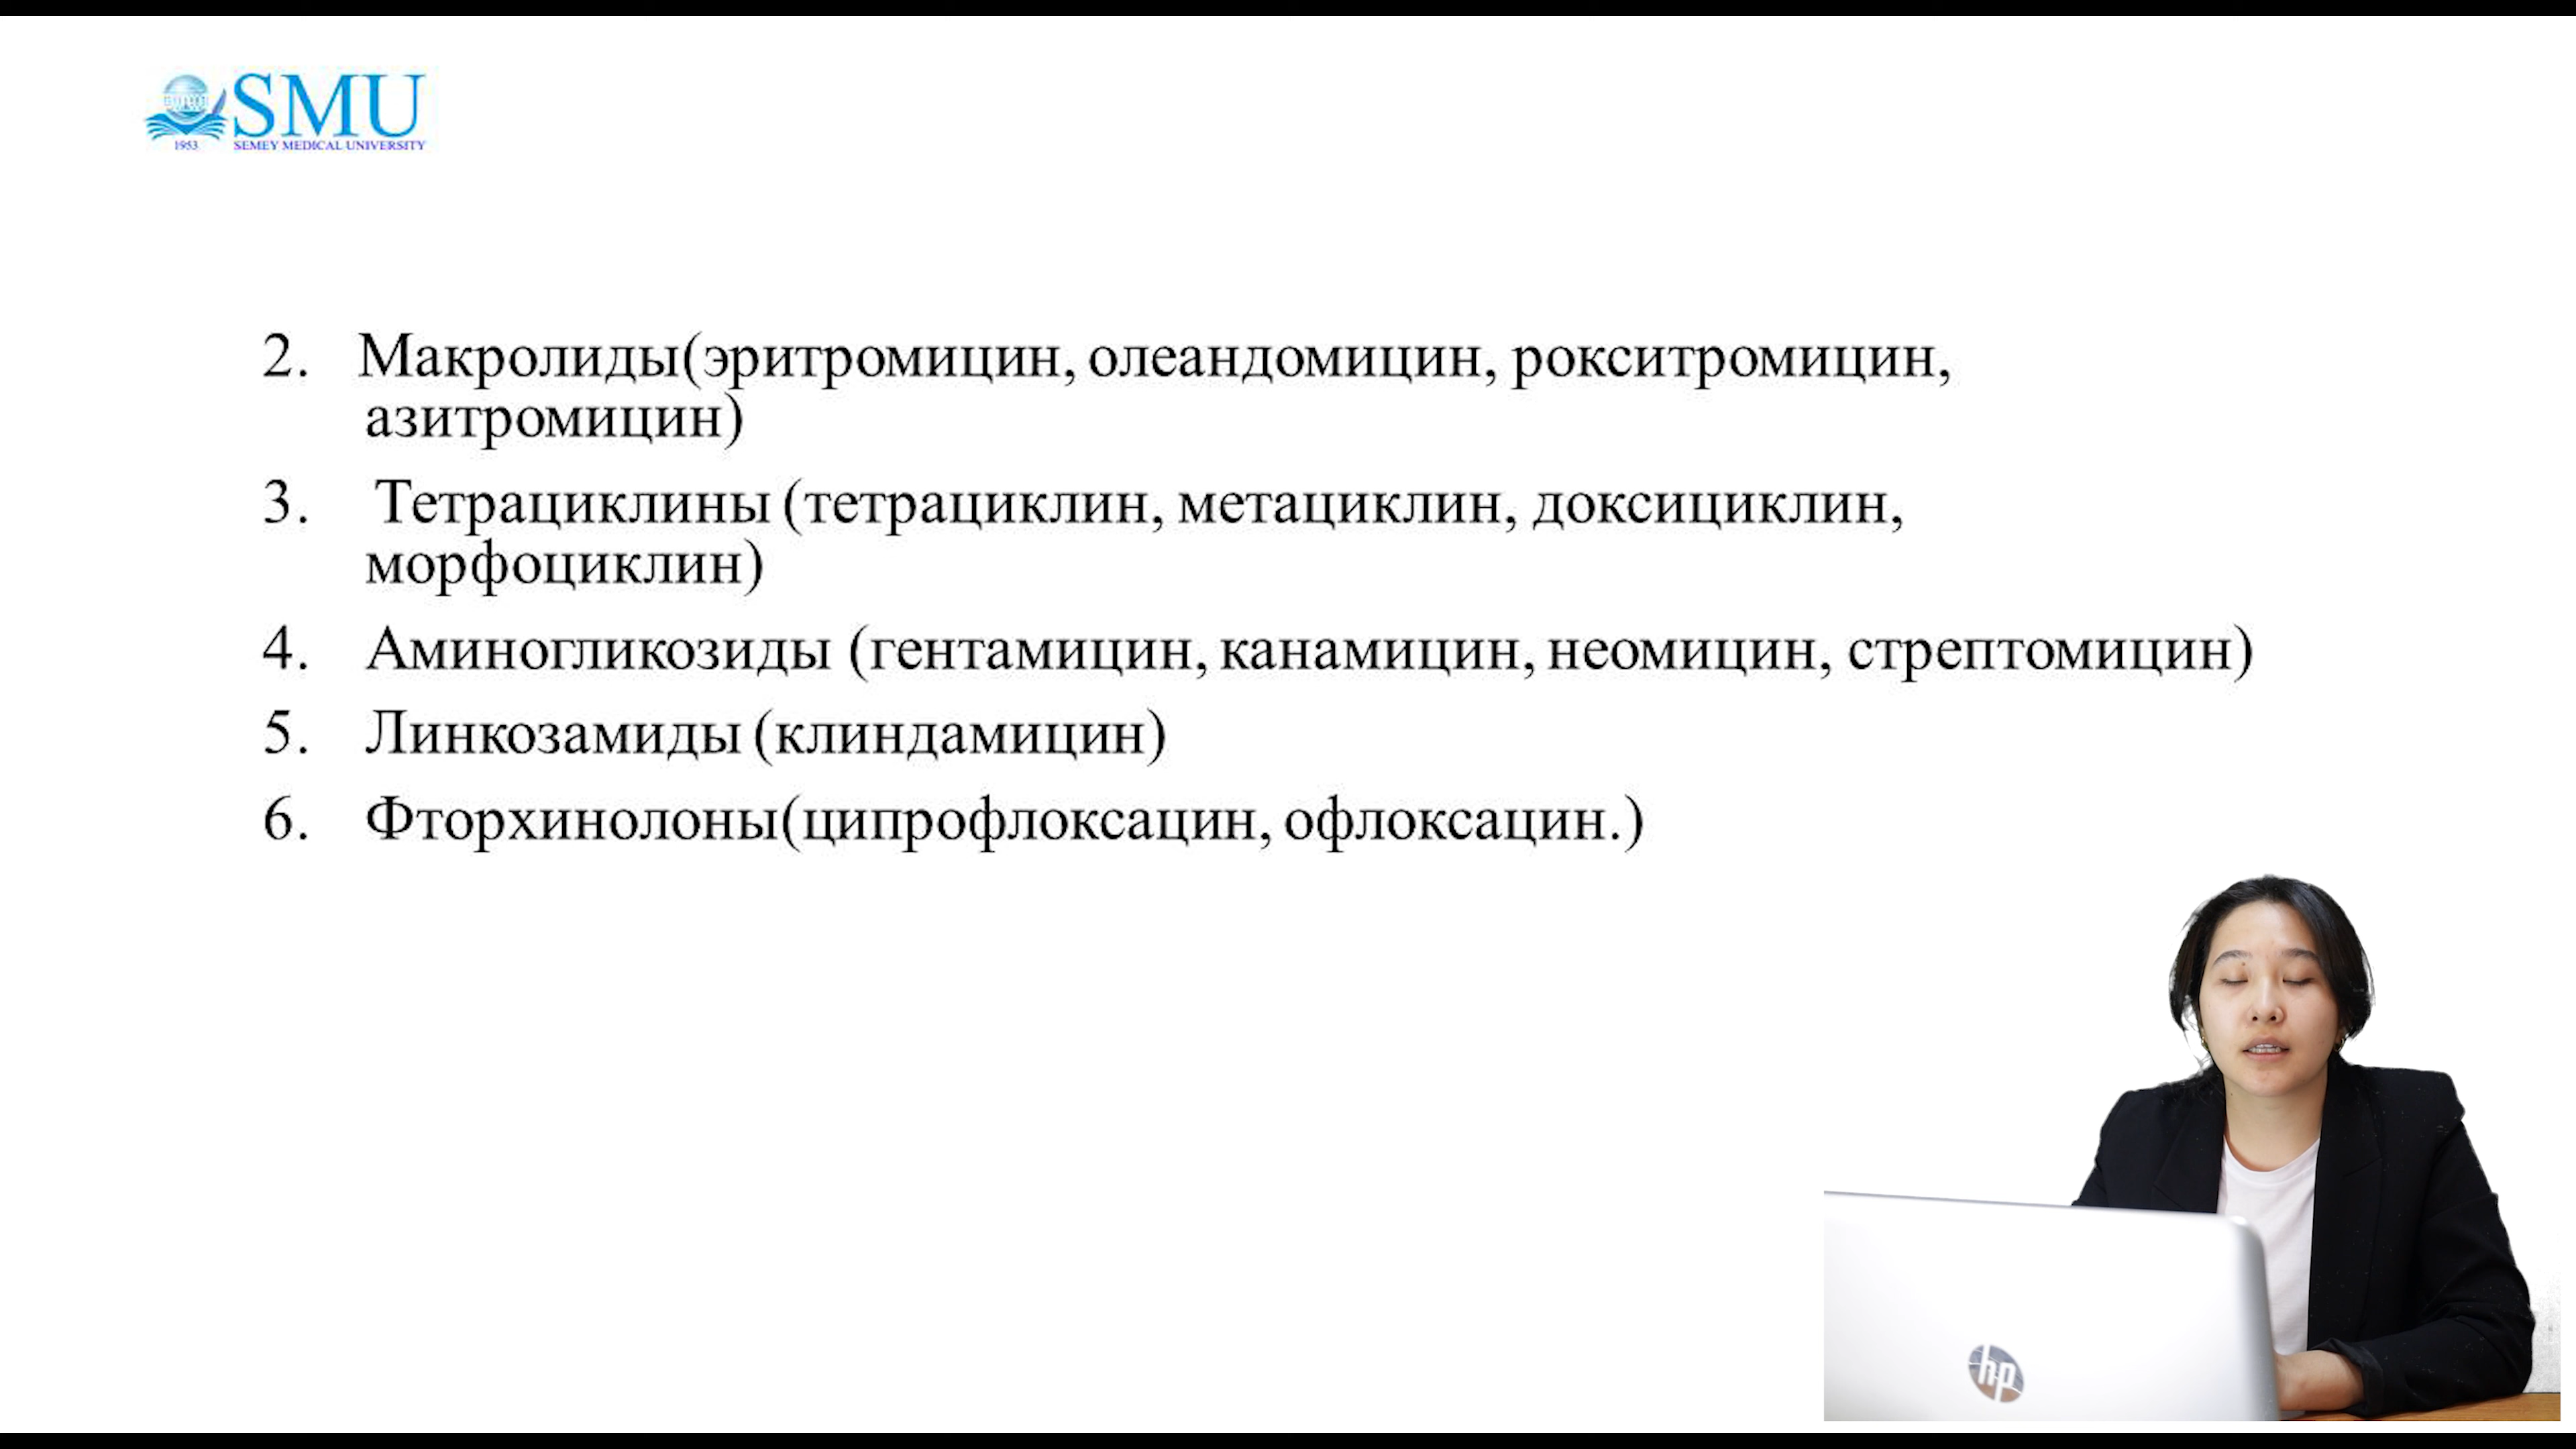 SMU
1953 SEMEY MEDICAL UNIVERSITY
2. Макролиды(эритромицин, олеандомицин, рокситромицин,
азитромицин)
3. Тетрациклины (тетрациклин, метациклин, доксициклин,
морфоциклин)
4. Аминогликозиды (гентамицин, канамицин, неомицин, стрептомицин)
5. Линкозамиды (клиндамицин)
6. Фторхинолоны(ципрофлоксацин, офлоксацин.)
hp